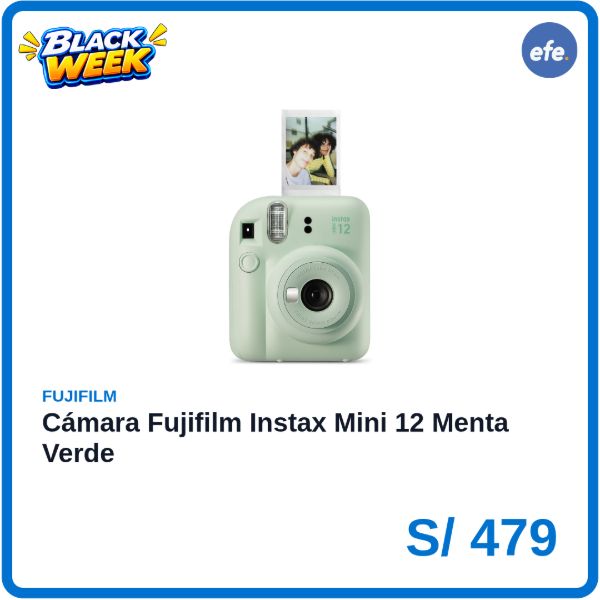 BLACK
WEEK
efe.
instax
mini 12
FUJIFILM
Cámara Fujifilm Instax Mini 12 Menta
Verde
S/ 479